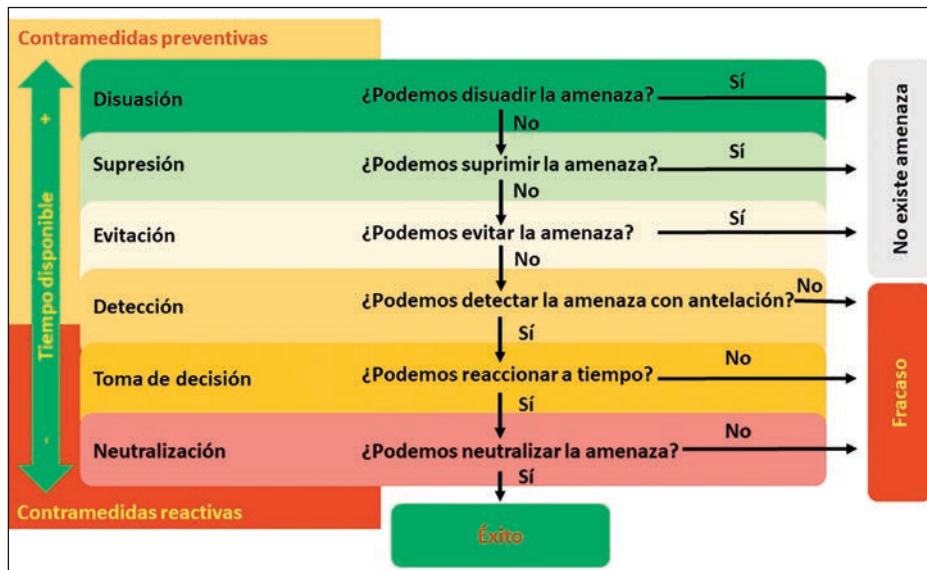 Contramedidas preventivas
Tiempo disponible
+
-
Disuasión
¿Podemos disuadir la amenaza?
Sí
No
Supresión
¿Podemos suprimir la amenaza?
Sí
No
Evitación
¿Podemos evitar la amenaza?
Sí
No
No existe amenaza
Detección
¿Podemos detectar la amenaza con antelación?
No
Sí
Toma de decisión
¿Podemos reaccionar a tiempo?
No
Sí
Neutralización
¿Podemos neutralizar la amenaza?
No
Sí
Fracaso
Contramedidas reactivas
Éxito